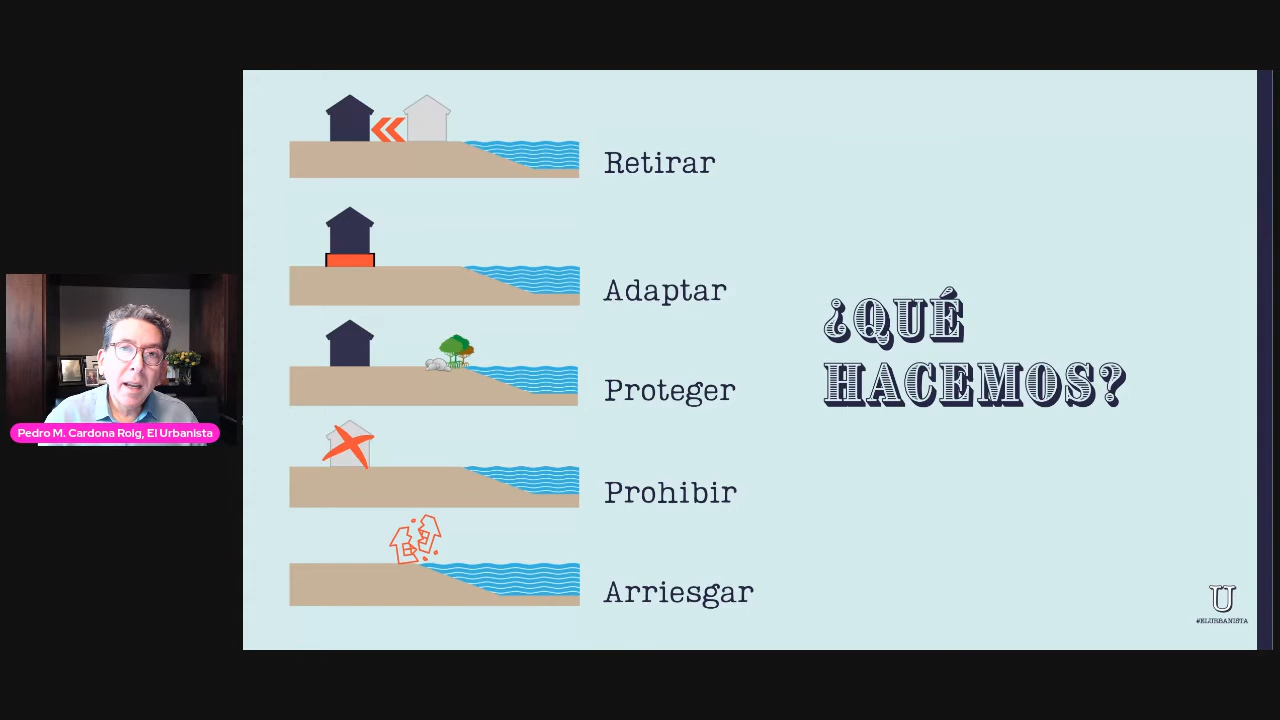 Retirar
Adaptar
¿QUÉ
HACEMOS?
Proteger
Pedro M. Cardona Roig, El Urbanista
Prohibir
Arriesgar
U
#ELURBANISTA